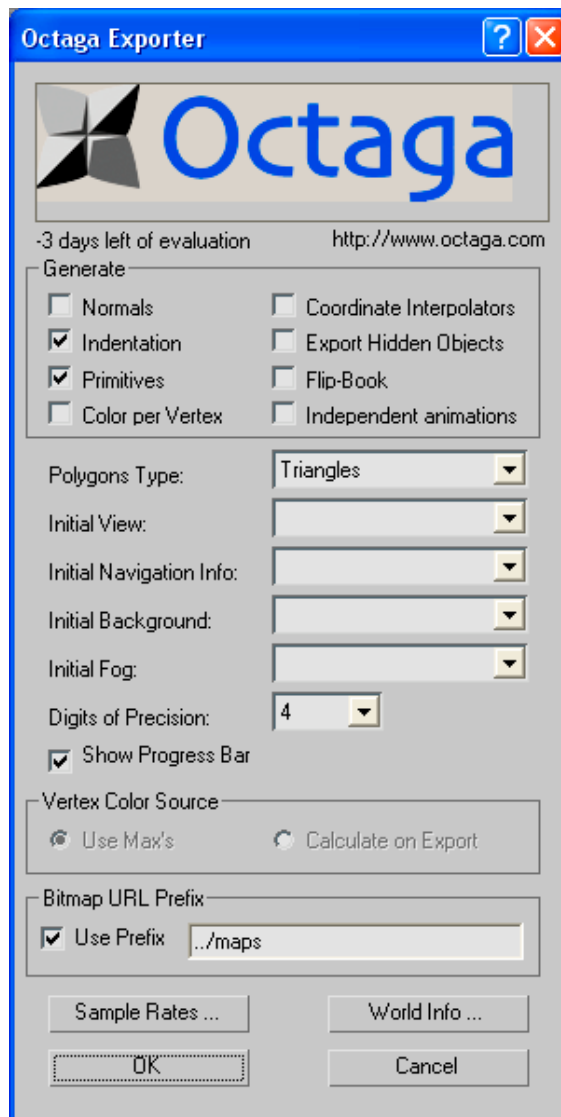 Octaga Exporter
Octaga
-3 days left of evaluation http://www.octaga.com
Generate
Normals Coordinate Interpolators
Indentation Export Hidden Objects
Primitives Flip-Book
Color per Vertex Independent animations
Polygons Type: Triangles
Initial View:
Initial Navigation Info:
Initial Background:
Initial Fog:
Digits of Precision: 4
Show Progress Bar
Vertex Color Source
Use Max's Calculate on Export
Bitmap URL Prefix
Use Prefix ../maps
Sample Rates ... World Info ...
OK Cancel